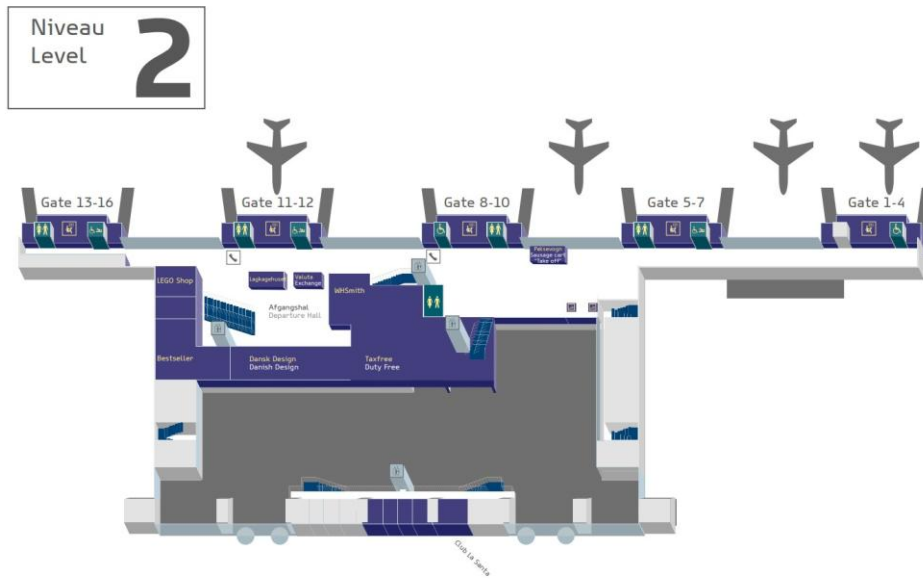 Niveau
Level
2
Gate 13-16
Gate 11-12
Gate 8-10
Gate 5-7
Gate 1-4
Pølsevogn
Sausage cart
"Take off"
LEGO Shop
Lagkagehuset
Valuta
Exchange
WHSmith
Afgangshal
Departure Hall
Bestseller
Dansk Design
Danish Design
Taxfree
Duty Free
Club La Santa